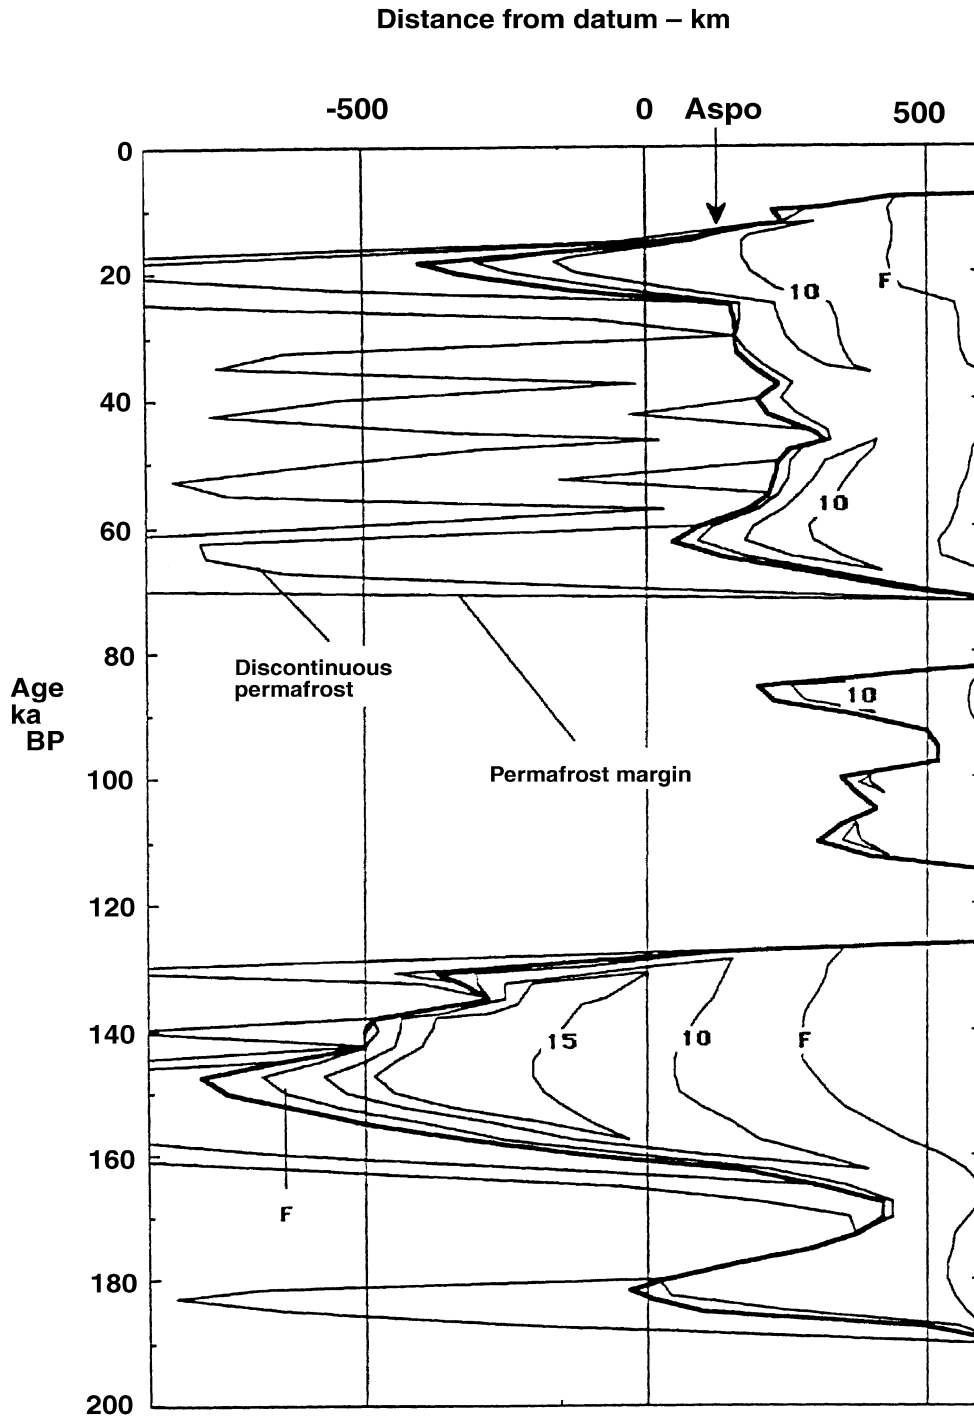 Distance from datum – km
-500 0 Aspo 500
0
20
10 F
40
10
60
Discontinuous
permafrost
80
Age
ka
BP
10
Permafrost margin
100
120
140
15 10 F
160
F
180
200